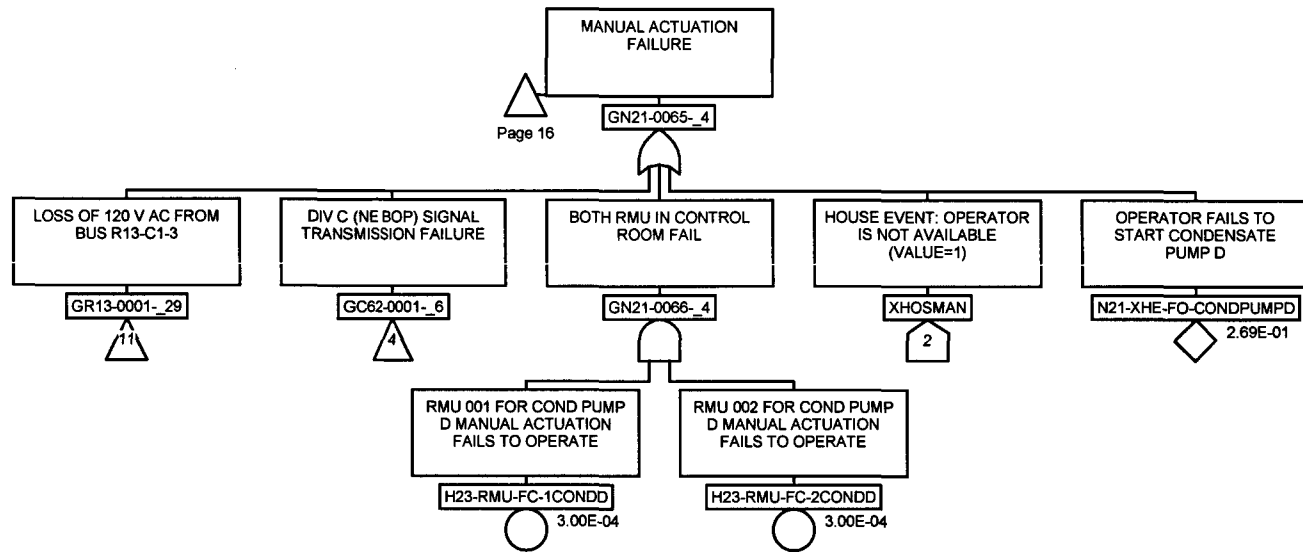 MANUAL ACTUATION
FAILURE
Page 16
GN21-0065-_4
LOSS OF 120 V AC FROM
BUS R13-C1-3
GR13-0001-_29
11
DIV C (NE BOP) SIGNAL
TRANSMISSION FAILURE
GC62-0001-_6
4
BOTH RMU IN CONTROL
ROOM FAIL
GN21-0066-_4
HOUSE EVENT: OPERATOR
IS NOT AVAILABLE
(VALUE=1)
XHOSMAN
2
OPERATOR FAILS TO
START CONDENSATE
PUMP D
N21-XHE-FO-CONDPUMPD
2.69E-01
RMU 001 FOR COND PUMP
D MANUAL ACTUATION
FAILS TO OPERATE
H23-RMU-FC-1CONDD
3.00E-04
RMU 002 FOR COND PUMP
D MANUAL ACTUATION
FAILS TO OPERATE
H23-RMU-FC-2CONDD
3.00E-04